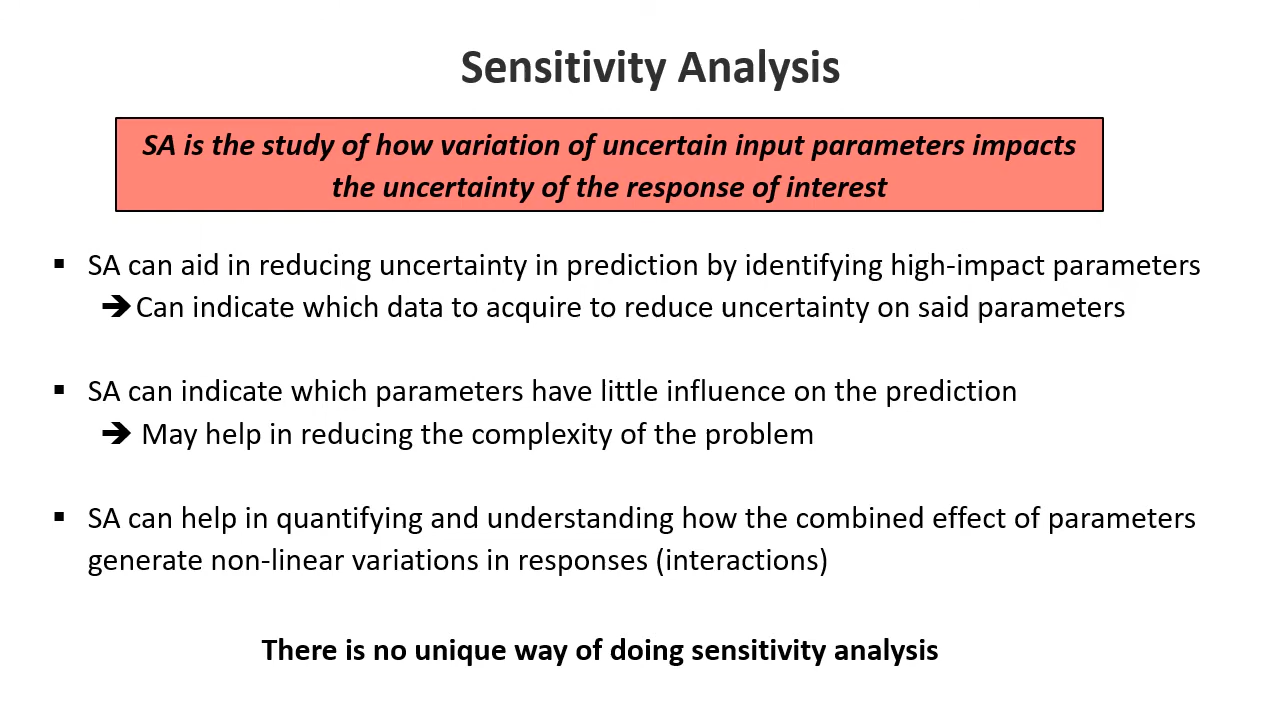 Sensitivity Analysis
SA is the study of how variation of uncertain input parameters impacts
the uncertainty of the response of interest
▪ SA can aid in reducing uncertainty in prediction by identifying high-impact parameters
➔ Can indicate which data to acquire to reduce uncertainty on said parameters
▪ SA can indicate which parameters have little influence on the prediction
➔ May help in reducing the complexity of the problem
▪ SA can help in quantifying and understanding how the combined effect of parameters
generate non-linear variations in responses (interactions)
There is no unique way of doing sensitivity analysis